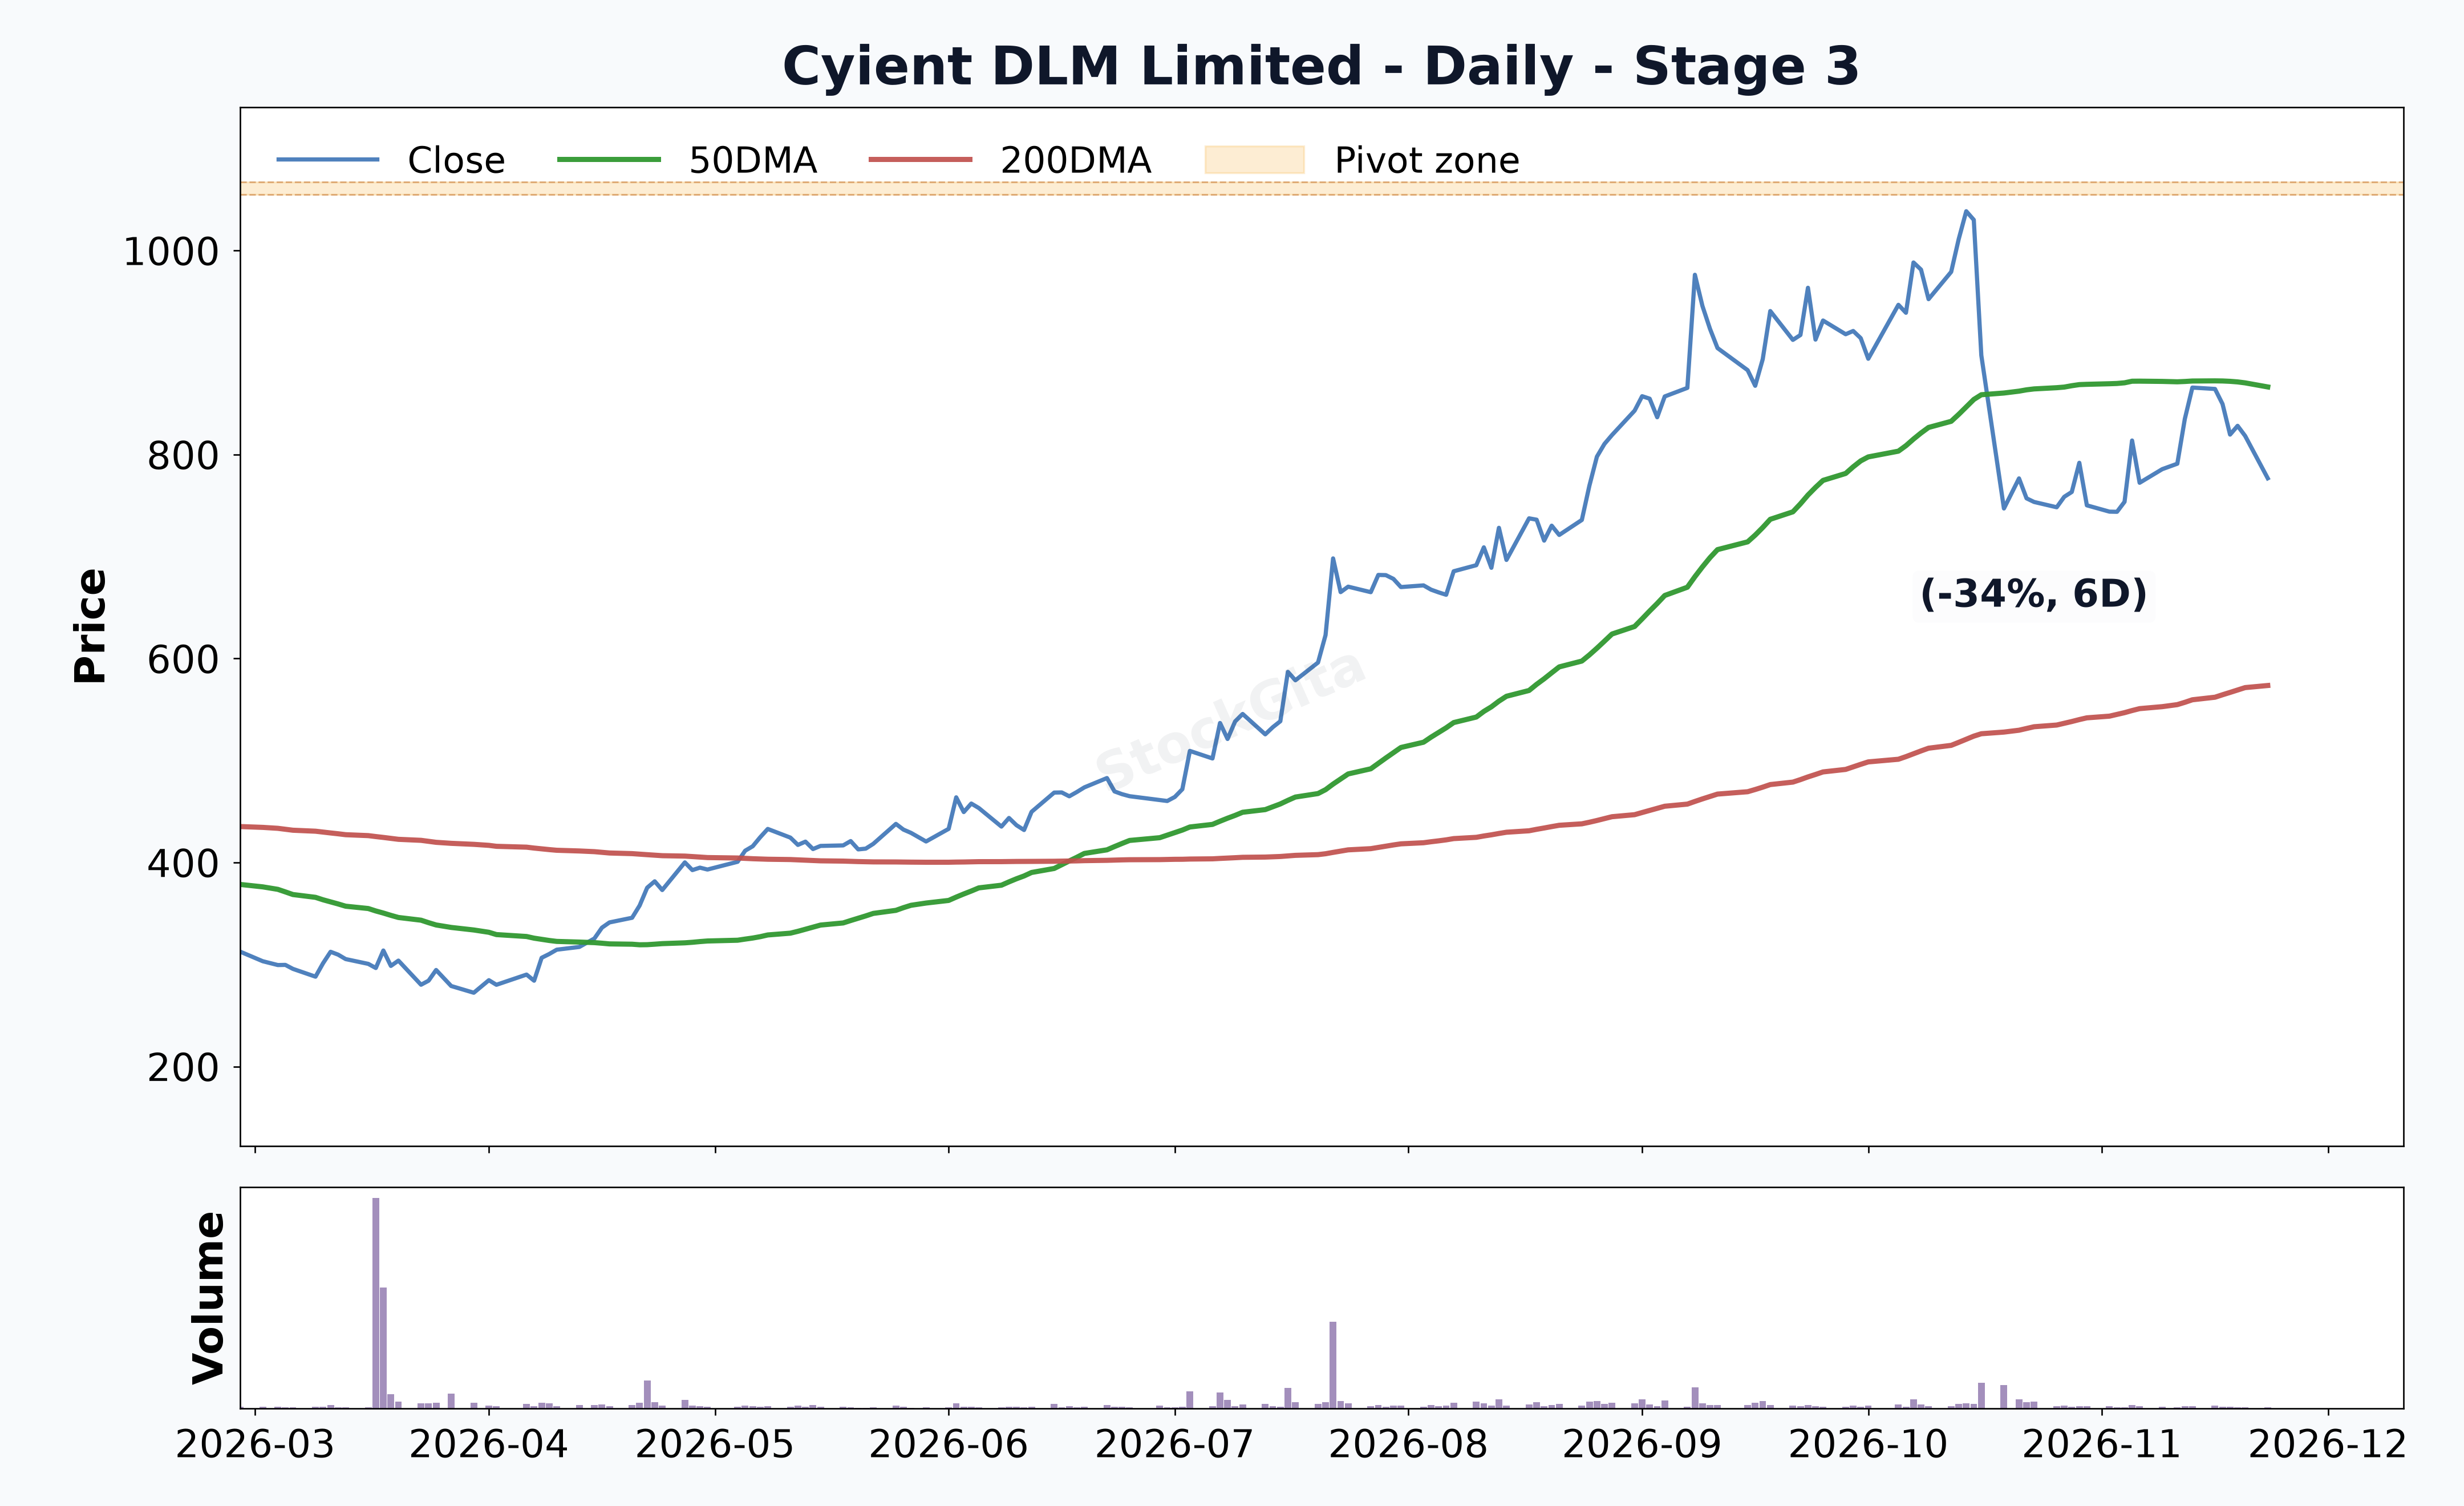 Cyient DLM Limited - Daily - Stage 3
Close 50DMA 200DMA Pivot zone
1000
800
600
400
200
Price
(-34%, 6D)
StockGita
Volume
2026-03 2026-04 2026-05 2026-06 2026-07 2026-08 2026-09 2026-10 2026-11 2026-12